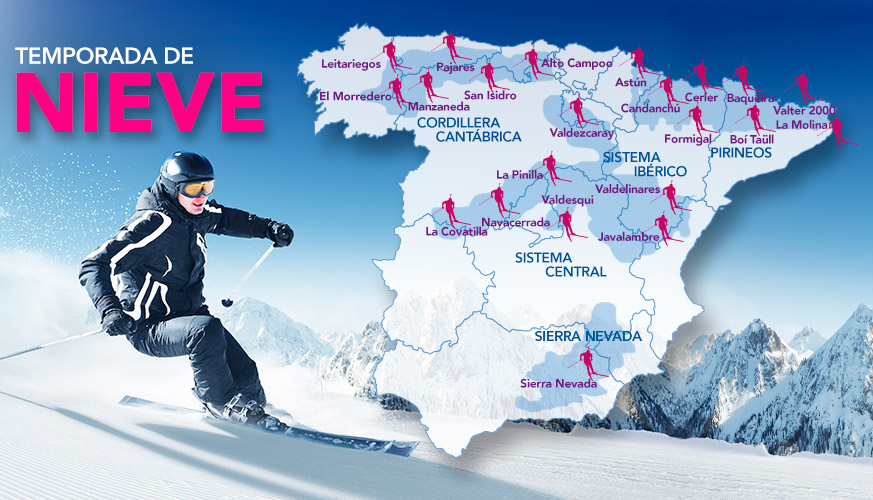 TEMPORADA DE
NIEVE
Leitariegos
Pajares
Alto Campoo
El Morredero
Manzaneda
San Isidro
CORDILLERA
CANTÁBRICA
Valdezcaray
Astún
Candanchú
Cerler
Baqueira
Valter 2000
La Molina
Formigal
Boí Taüll
PIRINEOS
SISTEMA
IBÉRICO
La Pinilla
Valdesqui
Valdelinares
La Covatilla
Navacerrada
Javalambre
SISTEMA
CENTRAL
SIERRA NEVADA
Sierra Nevada